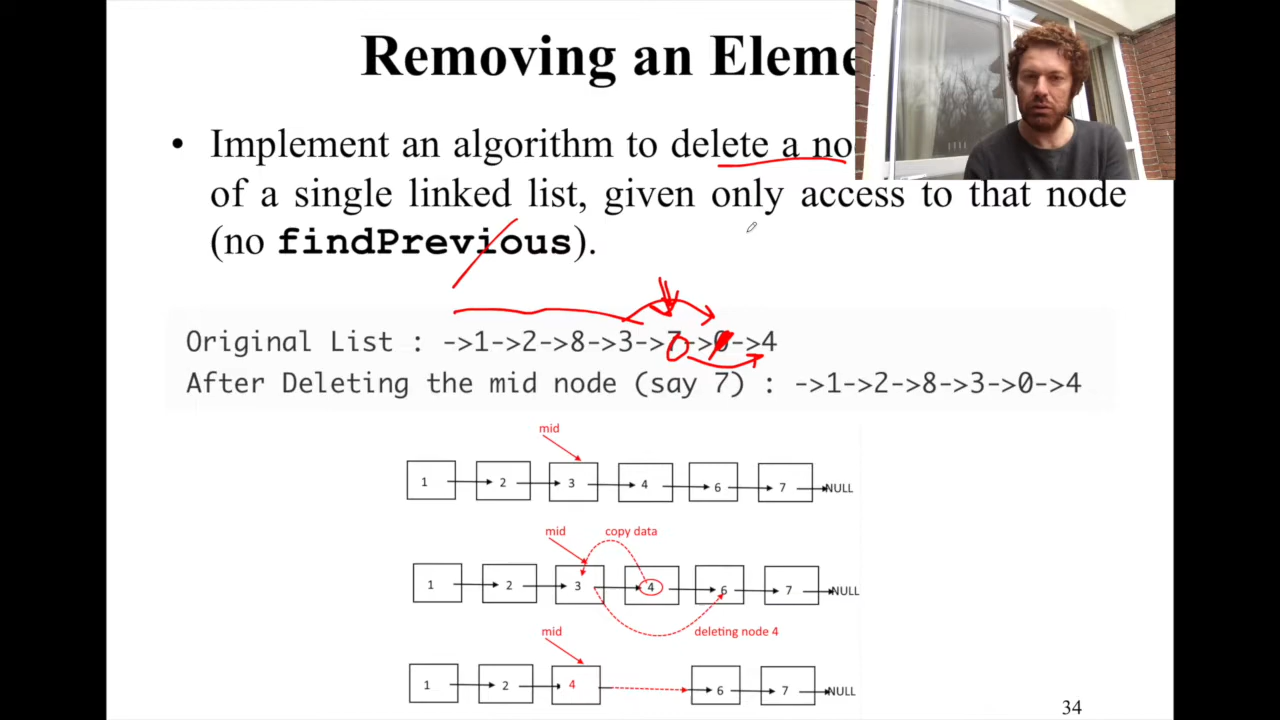 Removing an Eleme
• Implement an algorithm to delete a no
of a single linked list, given only access to that node
(no findPrevious).
Original List : ->1->2->8->3->7->0->4
After Deleting the mid node (say 7) : ->1->2->8->3->0->4
mid
1 2 3 4 6 7 NULL
mid copy data
1 2 3 4 6 7 NULL
deleting node 4
mid
1 2 4 6 7 NULL
34